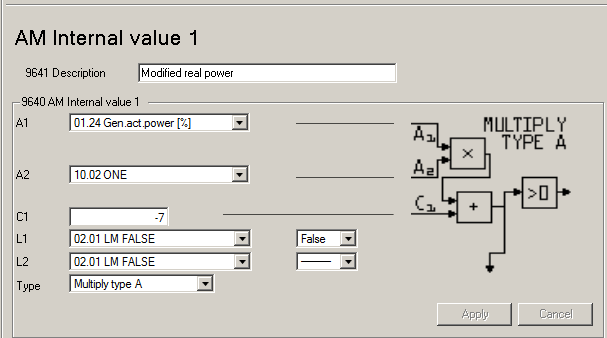 AM Internal value 1
9641 Description Modified real power
9640 AM Internal value 1
A1 01.24 Gen.act.power [%] A1 MULTIPLY
TYPE A
×
A2 10.02 ONE A2
>0
C1 -7 C1 +
L1 02.01 LM FALSE False
L2 02.01 LM FALSE
Type Multiply type A
Apply Cancel